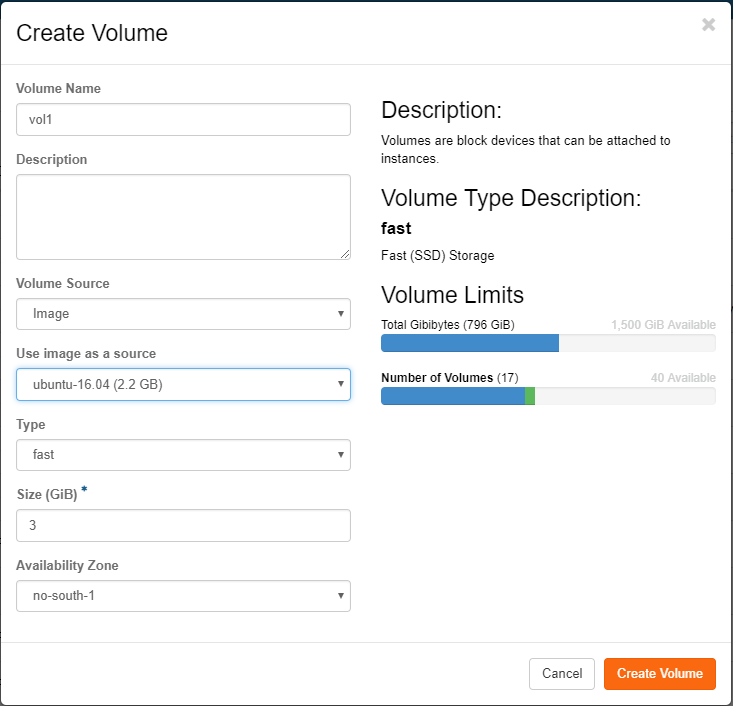 Create Volume
×
Volume Name
vol1
Description
Volume Source
Image
Use image as a source
ubuntu-16.04 (2.2 GB)
Type
fast
Size (GiB) *
3
Availability Zone
no-south-1
Description:
Volumes are block devices that can be attached to
instances.
Volume Type Description:
fast
Fast (SSD) Storage
Volume Limits
Total Gibibytes (796 GiB) 1,500 GiB Available
Number of Volumes (17) 40 Available
Cancel Create Volume